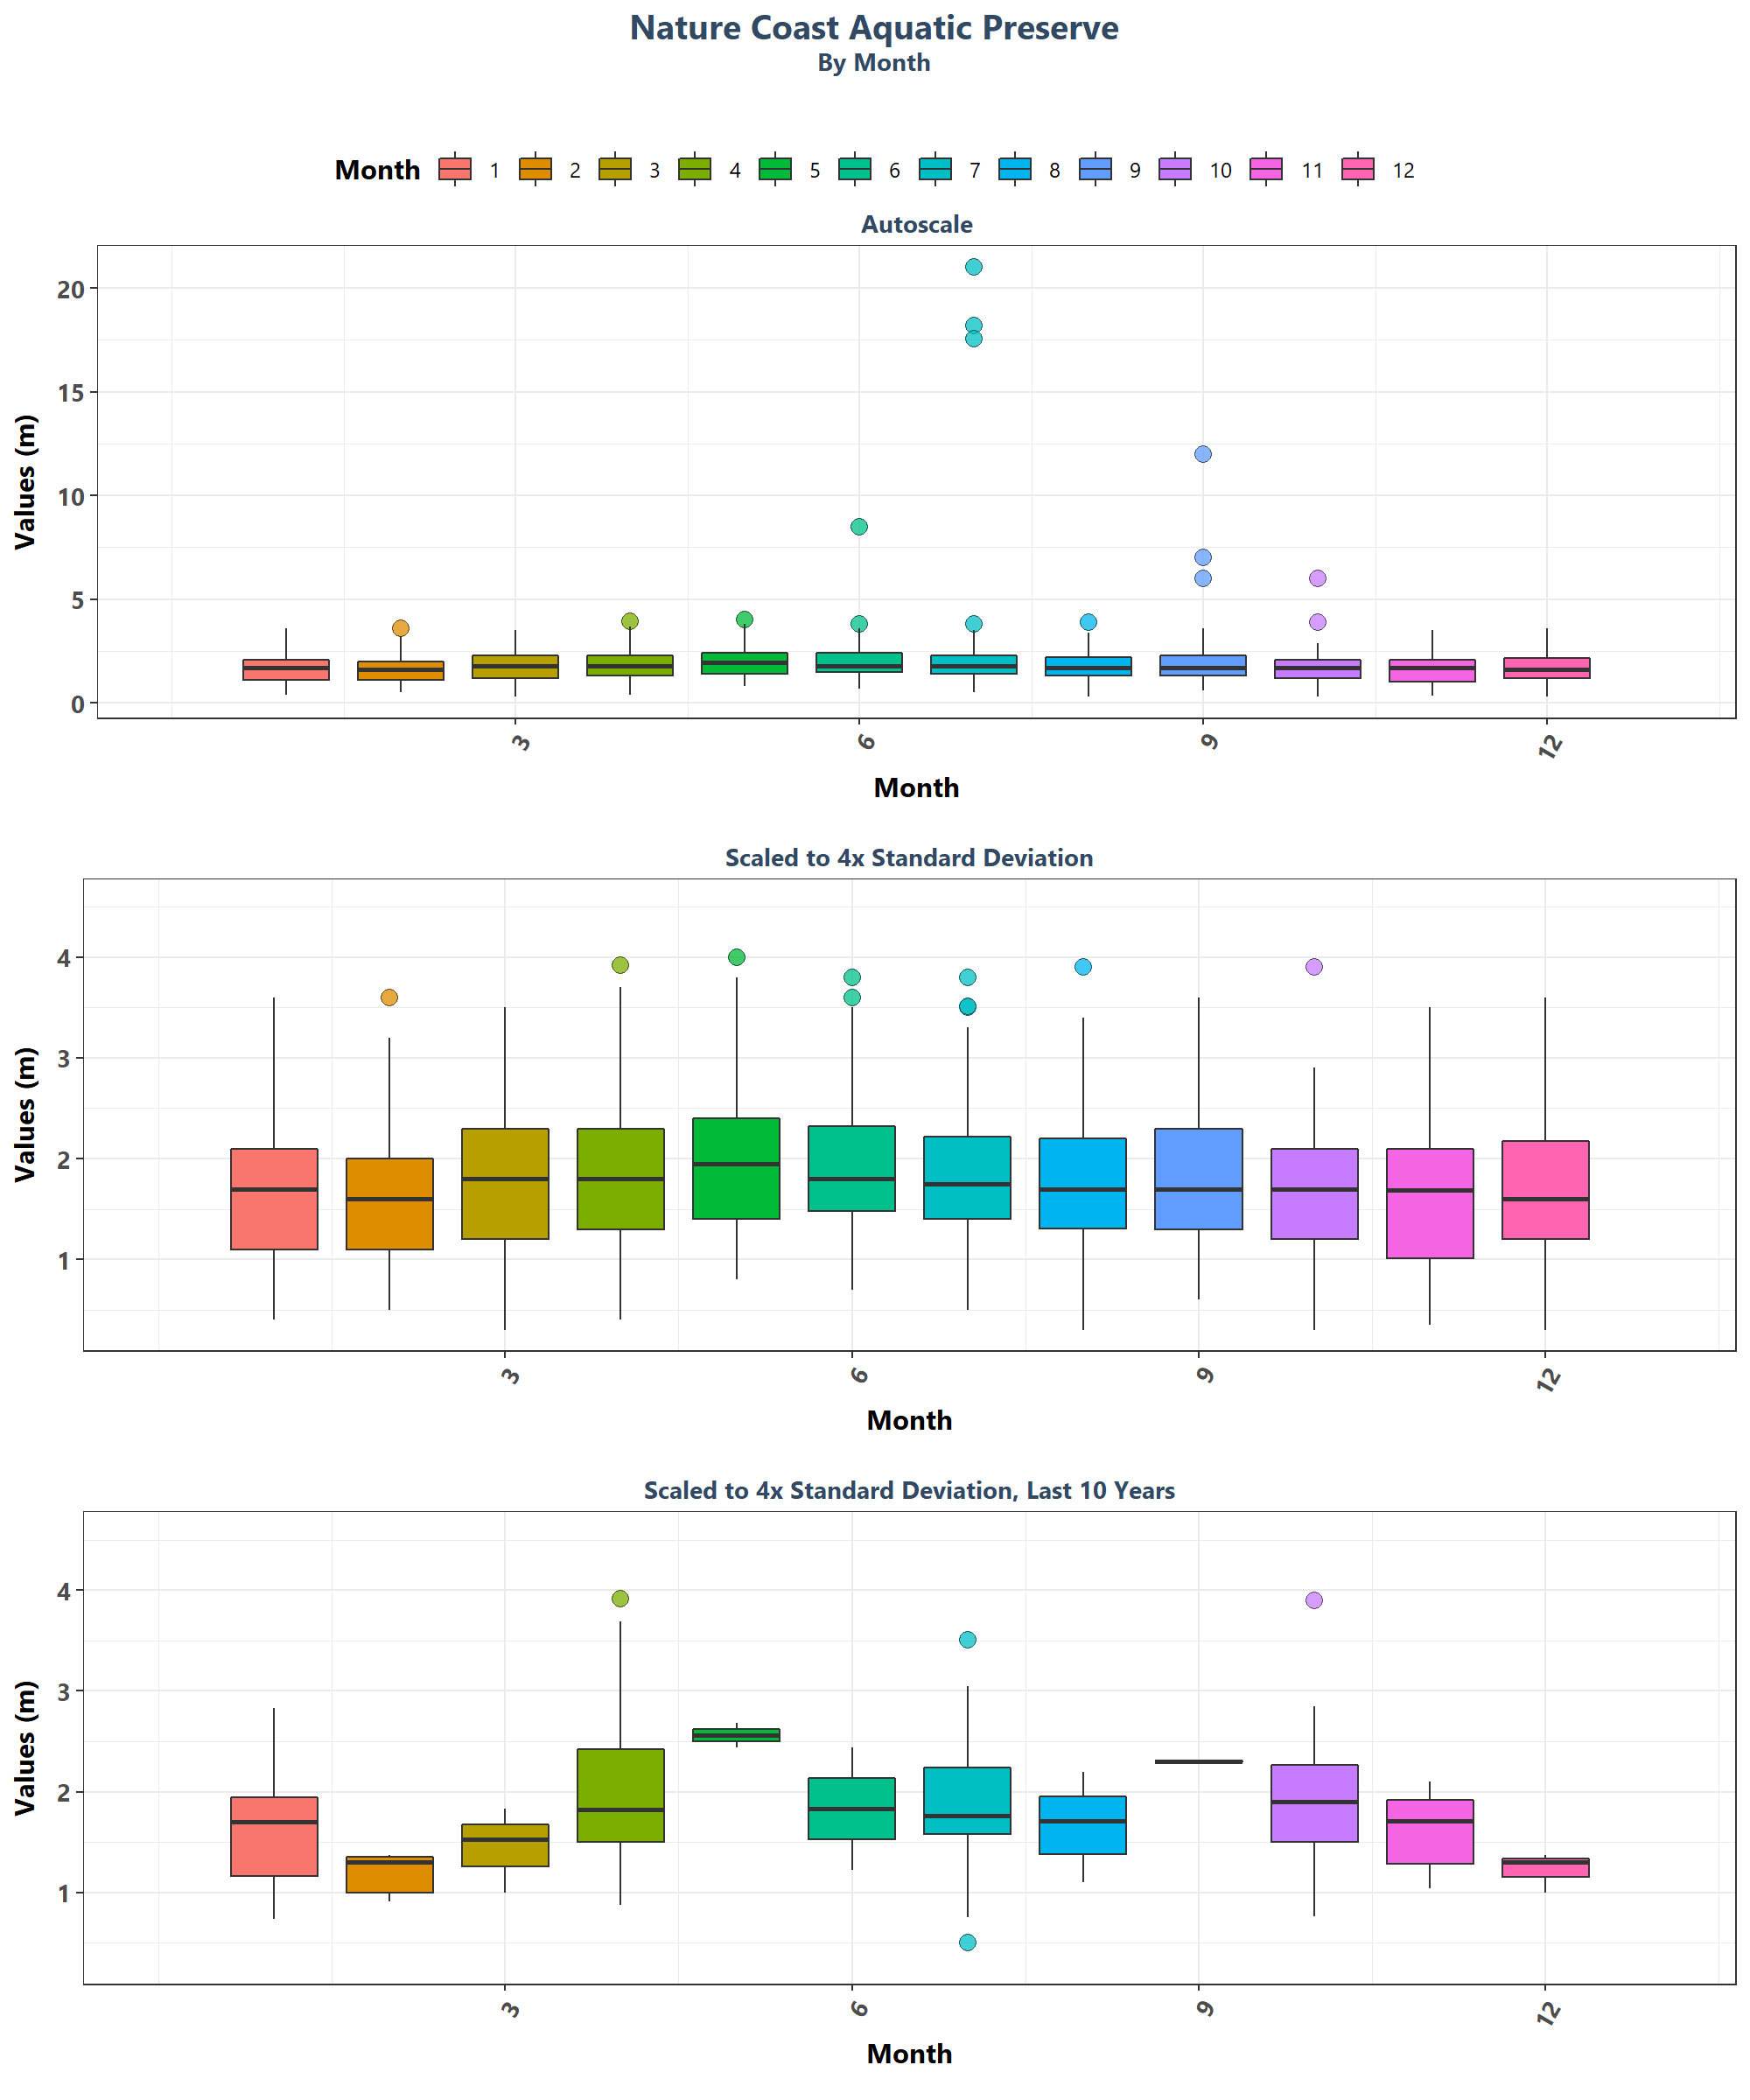 Nature Coast Aquatic Preserve
By Month
Month 1 2 3 4 5 6 7 8 9 10 11 12
Autoscale
Values (m)
20
15
10
5
0
3 6 9 12
Month
Scaled to 4x Standard Deviation
Values (m)
4
3
2
1
3 6 9 12
Month
Scaled to 4x Standard Deviation, Last 10 Years
Values (m)
4
3
2
1
3 6 9 12
Month